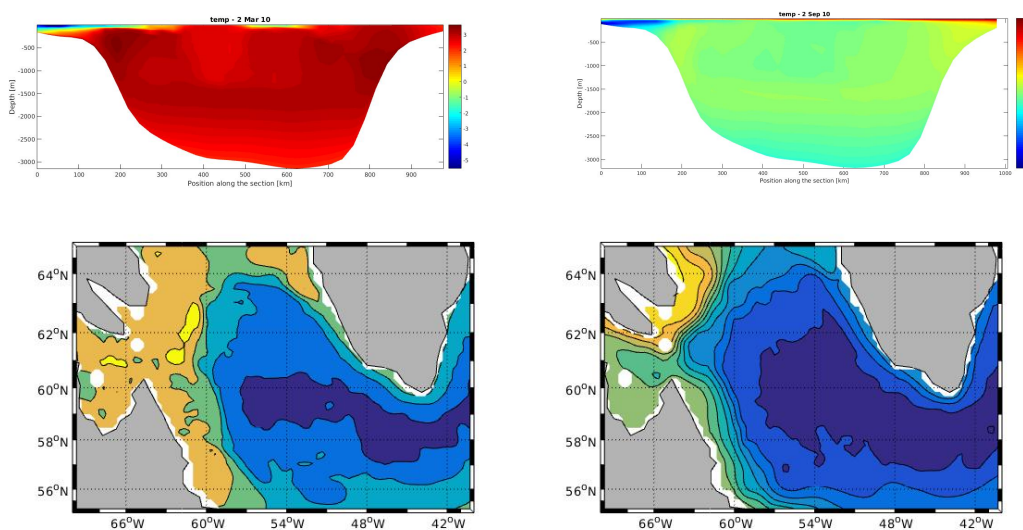 temp - 2 Mar 10
3
2
1
0
-1
-2
-3
-4
-5
-500
-1000
-1500
-2000
-2500
-3000
Depth [m]
0 100 200 300 400 500 600 700 800 900
Position along the section [km]
temp - 2 Sep 10
-500
-1000
-1500
-2000
-2500
-3000
Depth [m]
0 100 200 300 400 500 600 700 800 900 1000
Position along the section [km]
64°N
62°N
60°N
58°N
56°N
66°W 60°W 54°W 48°W 42°W
64°N
62°N
60°N
58°N
56°N
66°W 60°W 54°W 48°W 42°W